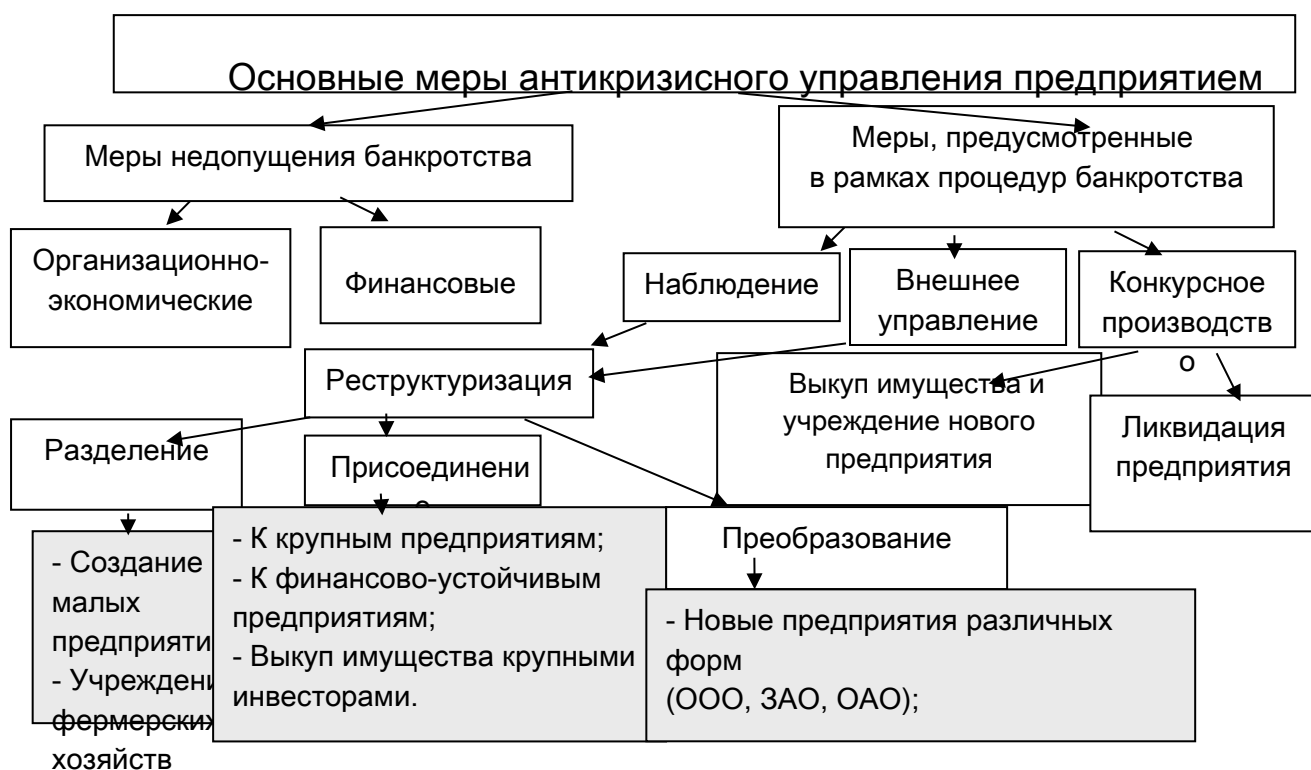 Основные меры антикризисного управления предприятием
Меры недопущения банкротства
Меры, предусмотренные
в рамках процедур банкротства
Организационно-
экономические
Финансовые
Наблюдение
Внешнее
управление
Конкурсное
производств
о
Реструктуризация
Выкуп имущества и
учреждение нового
предприятия
Ликвидация
предприятия
Разделение
Присоединени
- Создание
малых
предприяти
- Учреждени
фермерских
хозяйств
- К крупным предприятиям;
- К финансово-устойчивым
предприятиям;
- Выкуп имущества крупными
инвесторами.
Преобразование
- Новые предприятия различных
форм
(ООО, ЗАО, ОАО);